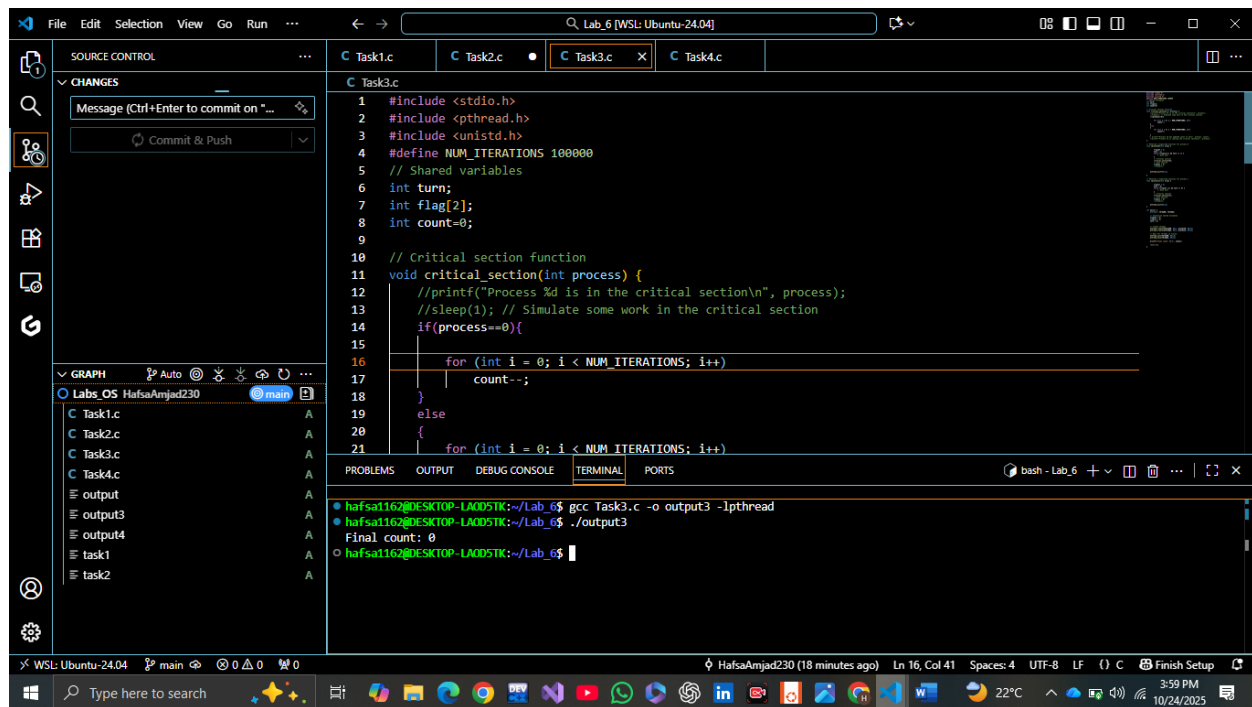 File Edit Selection View Go Run ···
Lab_6 [WSL: Ubuntu-24.04]
SOURCE CONTROL
CHANGES
Message (Ctrl+Enter to commit on "...
Commit & Push
GRAPH
Auto
Labs_OS HafsaAmjad230
main
Task1.c A
Task2.c A
Task3.c A
Task4.c A
output A
output3 A
output4 A
task1 A
task2 A
C Task1.c
C Task2.c
C Task3.c
C Task4.c
C Task3.c
1 #include <stdio.h>
2 #include <pthread.h>
3 #include <unistd.h>
4 #define NUM_ITERATIONS 100000
5 // Shared variables
6 int turn;
7 int flag[2];
8 int count=0;
9
10 // Critical section function
11 void critical_section(int process) {
12 //printf("Process %d is in the critical section\n", process);
13 //sleep(1); // Simulate some work in the critical section
14 if(process==0){
15
16 for (int i = 0; i < NUM_ITERATIONS; i++)
17 count--;
18 }
19 else
20 {
21 for (int i = 0; i < NUM_ITERATIONS; i++)
PROBLEMS OUTPUT DEBUG CONSOLE TERMINAL PORTS
bash - Lab_6
hafsa1162@DESKTOP-LAOD5TK:~/Lab_6$ gcc Task3.c -o output3 -lpthread
hafsa1162@DESKTOP-LAOD5TK:~/Lab_6$ ./output3
Final count: 0
hafsa1162@DESKTOP-LAOD5TK:~/Lab_6$
WSL: Ubuntu-24.04 main 0 0 0
HafsaAmjad230 (18 minutes ago) Ln 16, Col 41 Spaces: 4 UTF-8 LF {} C Finish Setup
Type here to search
DEV
22°C
3:59 PM
10/24/2025